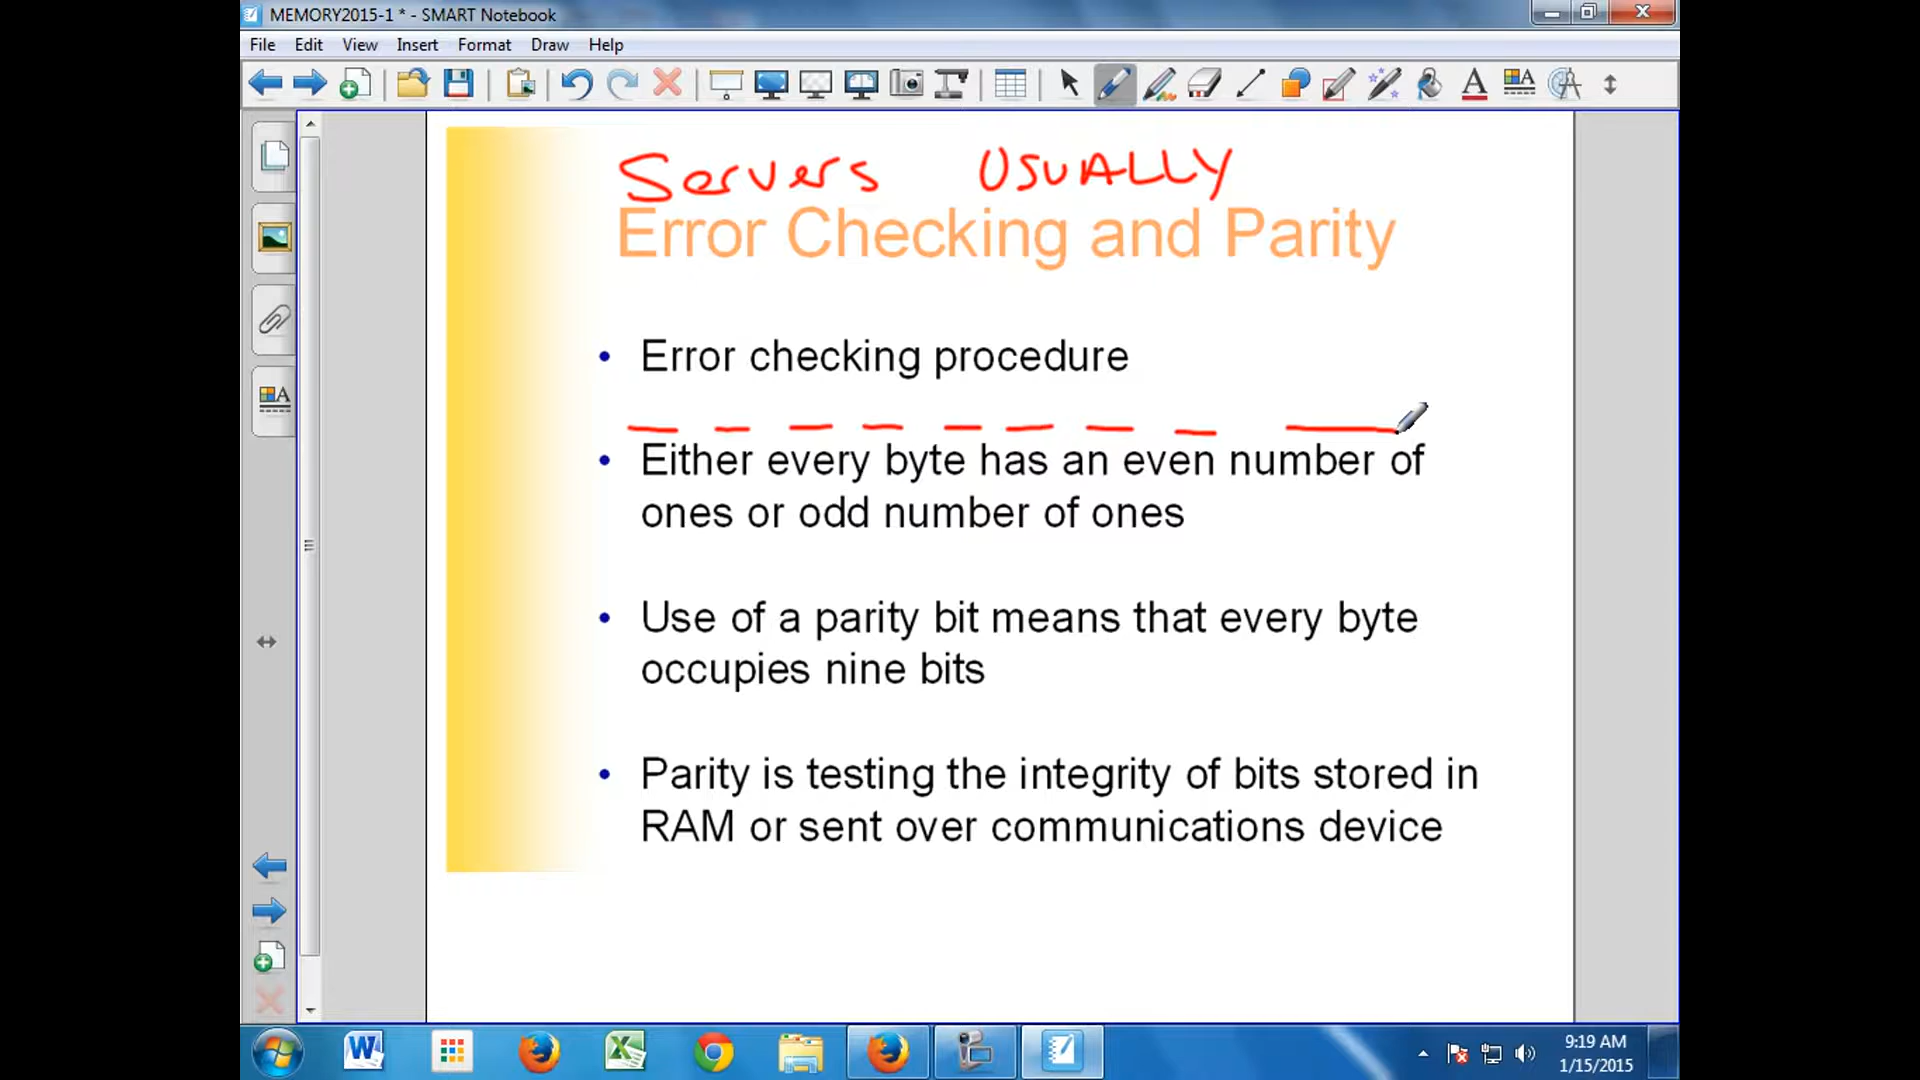 MEMORY2015-1 * - SMART Notebook
File Edit View Insert Format Draw Help
Servers USUALLY
Error Checking and Parity
• Error checking procedure
• Either every byte has an even number of
ones or odd number of ones
• Use of a parity bit means that every byte
occupies nine bits
• Parity is testing the integrity of bits stored in
RAM or sent over communications device
9:19 AM
1/15/2015